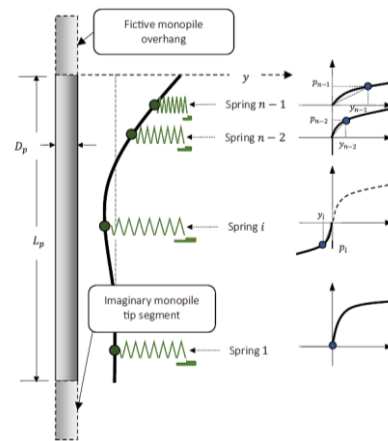 Fictive monopile
overhang
y
p_{n-1}
Spring n − 1
y_{n-1}
p_{n-2}
Spring n − 2
y_{n-2}
D_p
y_i
Spring i
p_i
L_p
Imaginary monopile
tip segment
Spring 1